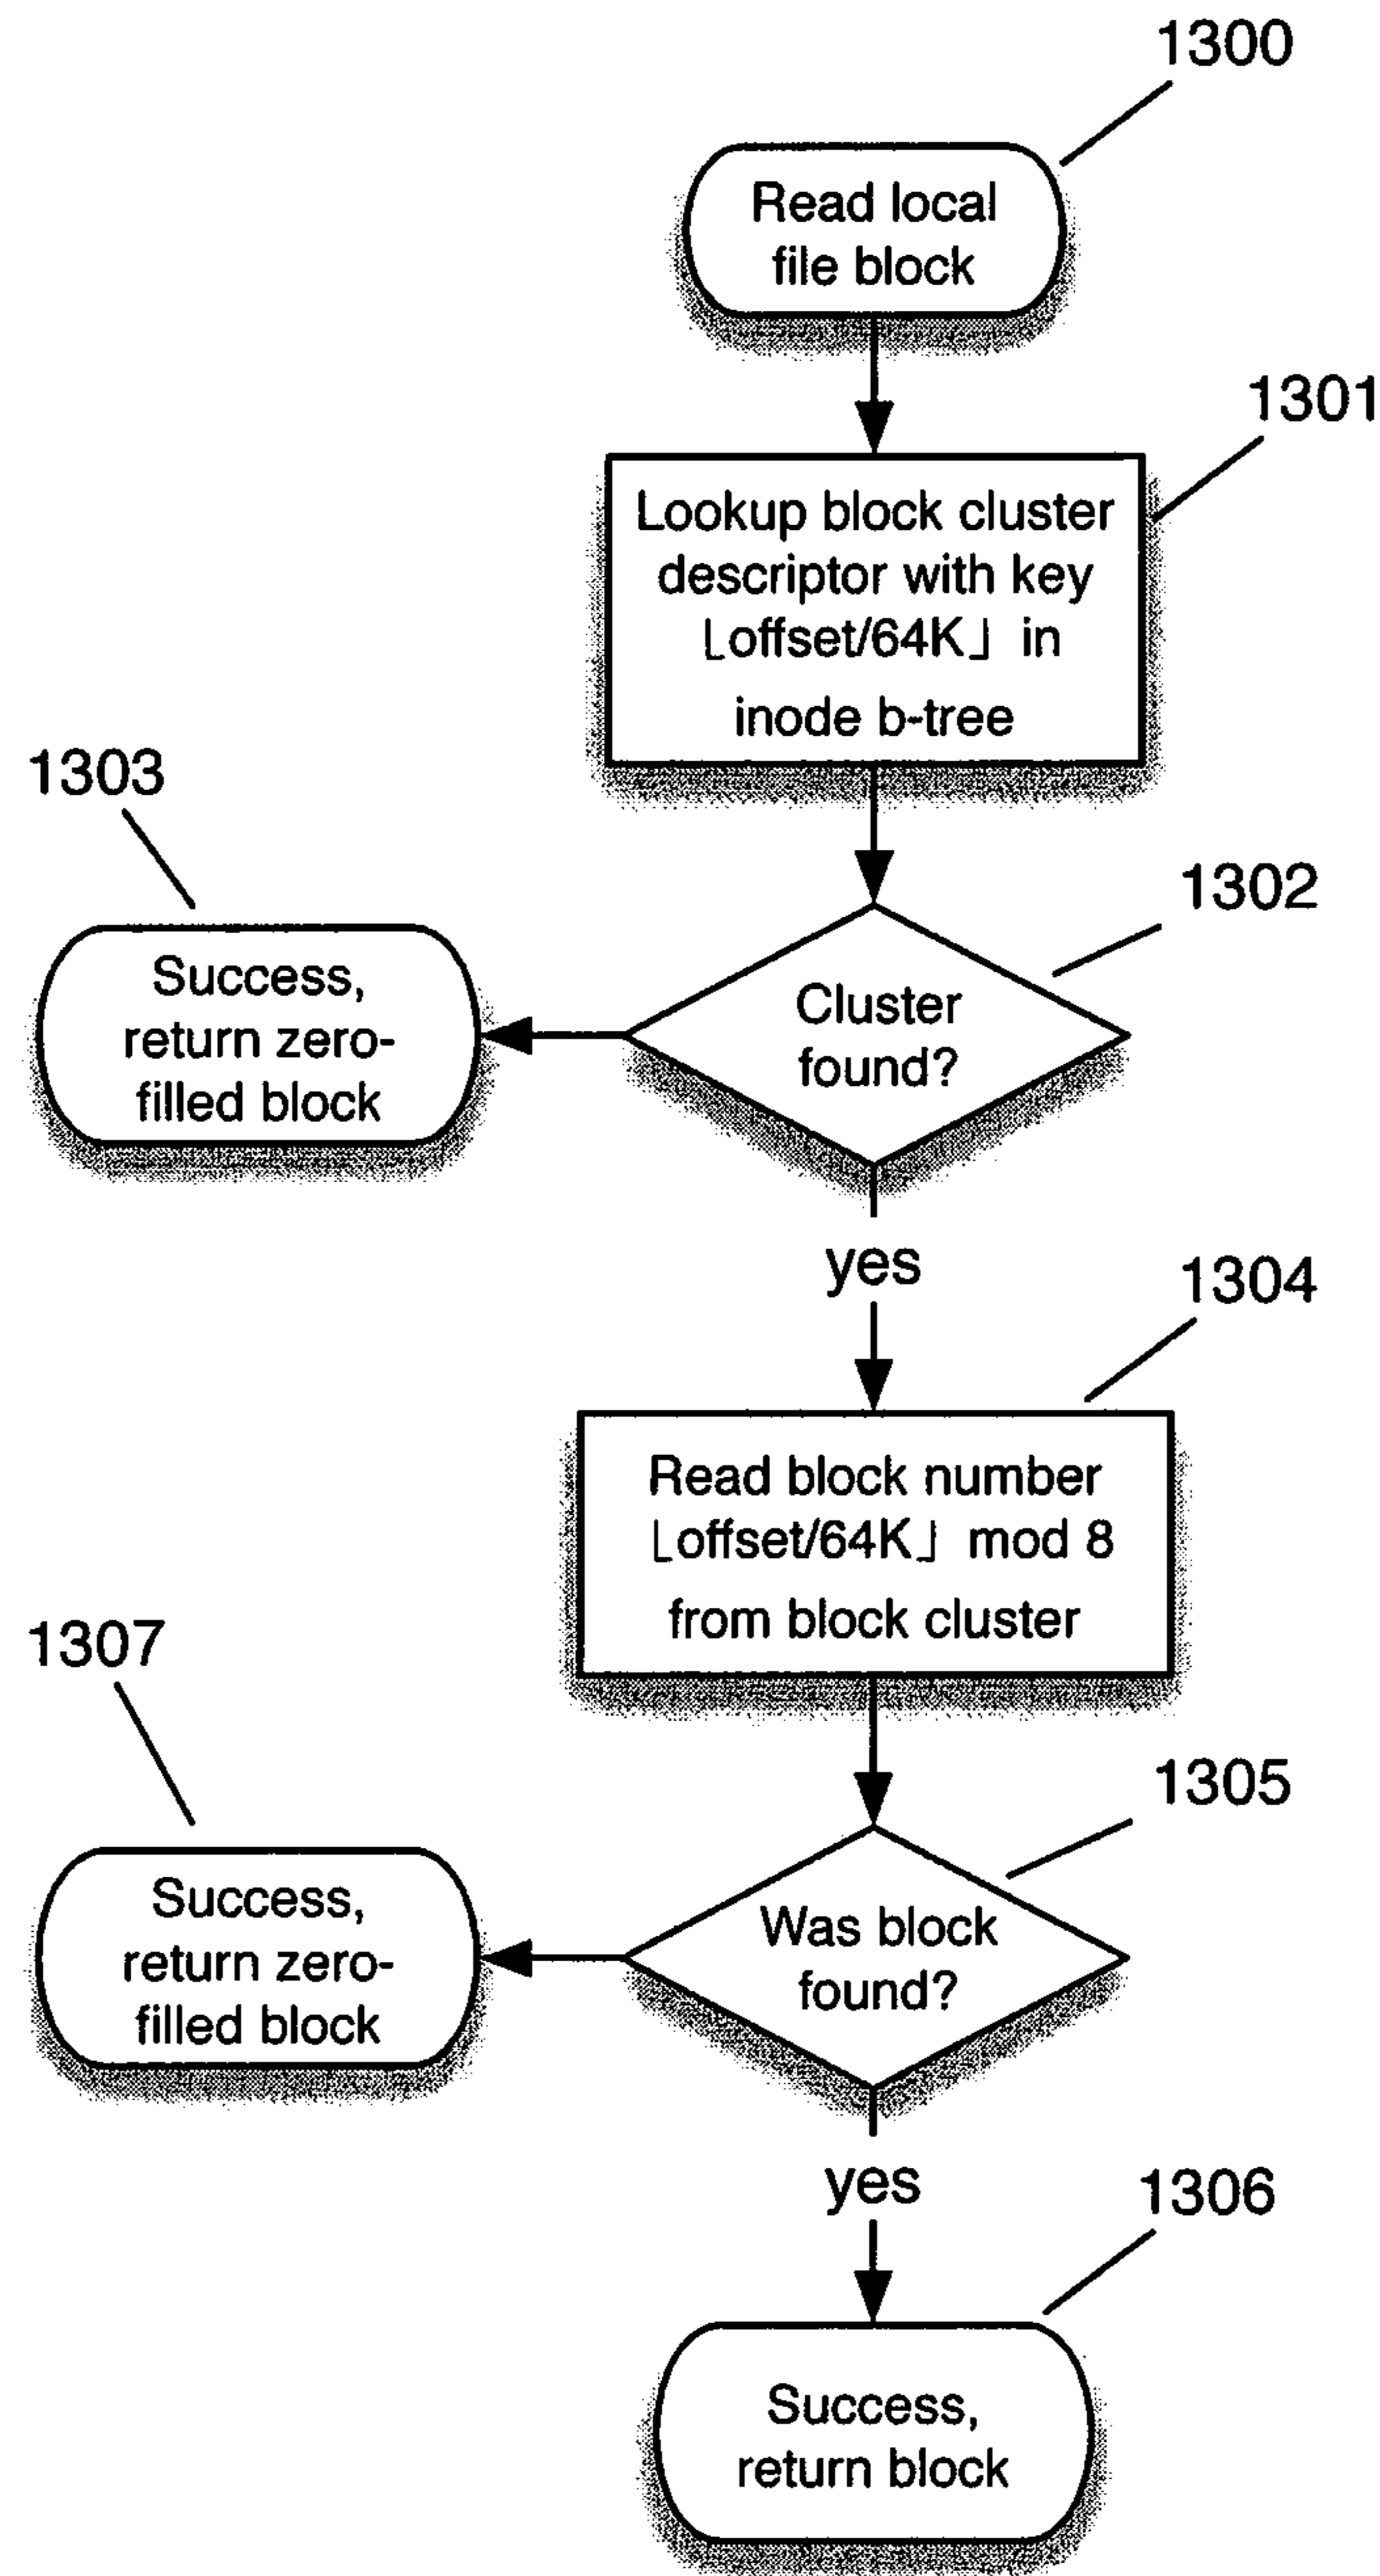 1300
Read local
file block
1301
Lookup block cluster
descriptor with key
⌊offset/64K⌋ in
inode b-tree
1303
Success,
return zero-
filled block
1302
Cluster
found?
yes
1304
Read block number
⌊offset/64K⌋ mod 8
from block cluster
1307
Success,
return zero-
filled block
1305
Was block
found?
yes
1306
Success,
return block